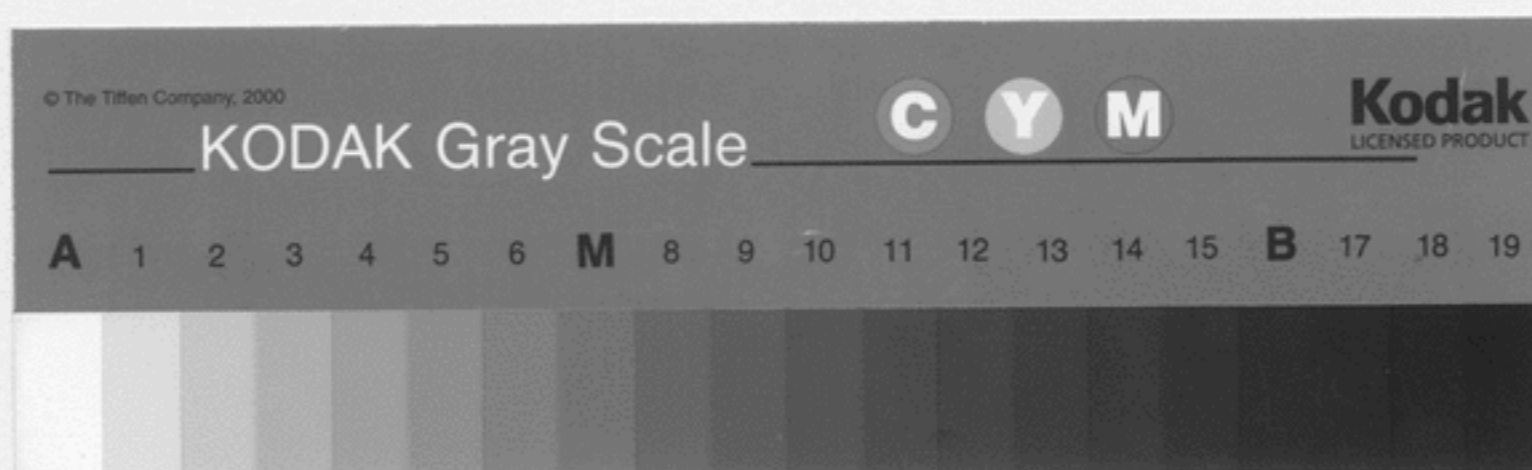 © The Tiffen Company, 2000
KODAK Gray Scale
C Y M
Kodak
LICENSED PRODUCT
A 1 2 3 4 5 6 M 8 9 10 11 12 13 14 15 B 17 18 19